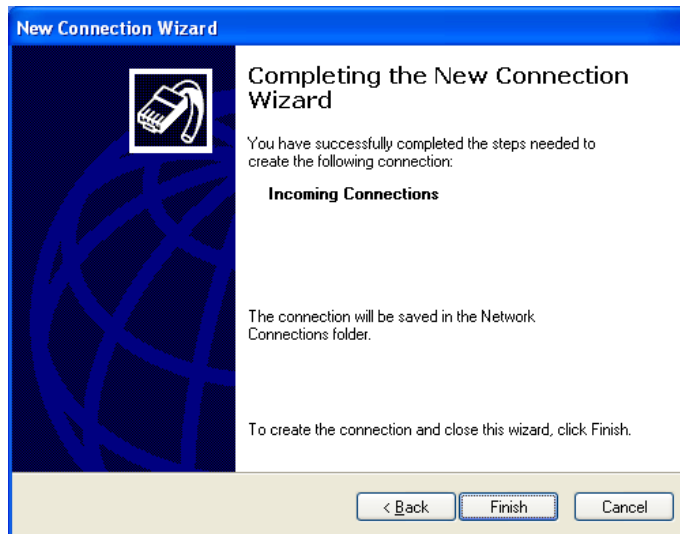 New Connection Wizard
Completing the New Connection
Wizard
You have successfully completed the steps needed to
create the following connection:
Incoming Connections
The connection will be saved in the Network
Connections folder.
To create the connection and close this wizard, click Finish.
< Back
Finish
Cancel